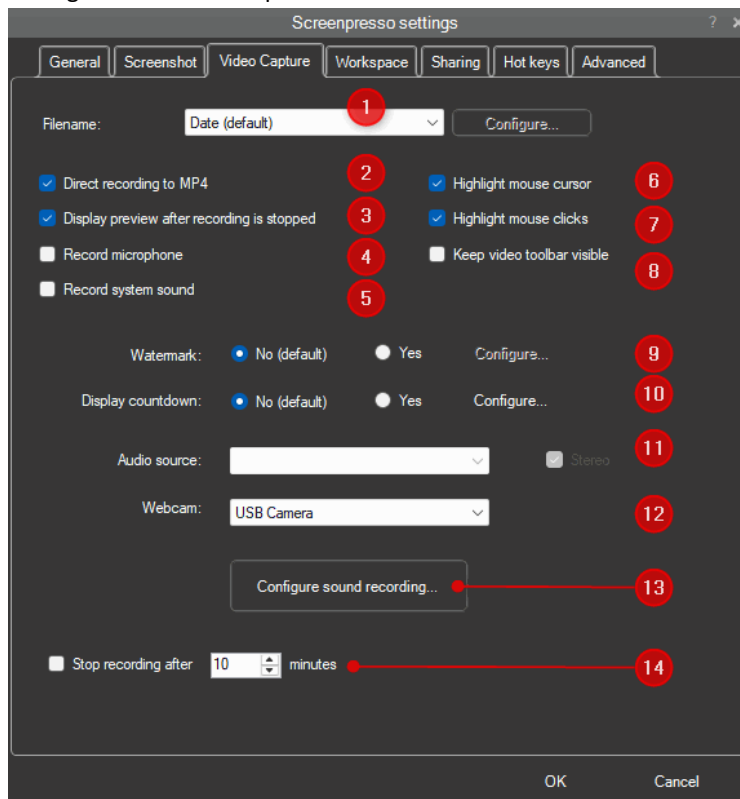 Screenpresso settings ?
General Screenshot Video Capture Workspace Sharing Hot keys Advanced
1
Filename: Date (default) Configure...
2
Direct recording to MP4 Highlight mouse cursor 6
Display preview after recording is stopped 3 Highlight mouse clicks 7
Record microphone 4 Keep video toolbar visible 8
Record system sound 5
Watermark: No (default) Yes Configure... 9
Display countdown: No (default) Yes Configure... 10
Audio source: Stereo 11
Webcam: USB Camera 12
Configure sound recording... 13
Stop recording after 10 minutes 14
OK Cancel